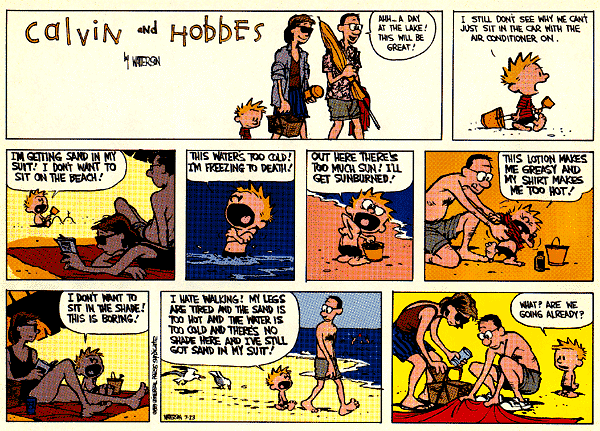 Calvin and HOBBES
by WATERSON
AHH... A DAY
AT THE LAKE!
THIS WILL BE
GREAT!
I STILL DON'T SEE WHY WE CAN'T
JUST SIT IN THE CAR WITH THE
AIR CONDITIONER ON.
I'M GETTING SAND IN MY
SUIT! I DON'T WANT TO
SIT ON THE BEACH!
THIS WATERS TOO COLD!
I'M FREEZING TO DEATH!
OUT HERE THERE'S
TOO MUCH SUN! I'LL
GET SUNBURNED!
THIS LOTION MAKES
ME GREASY AND
MY SHIRT MAKES
ME TOO HOT!
I DON'T WANT TO
SIT IN THE SHADE!
THIS IS BORING!
I HATE WALKING! MY LEGS
ARE TIRED AND THE SAND IS
TOO HOT AND THE WATER IS
TOO COLD AND THERE'S NO
SHADE HERE AND I'VE STILL
GOT SAND IN MY SUIT!
WATERSON 7-23
WHAT? ARE WE
GOING ALREADY?